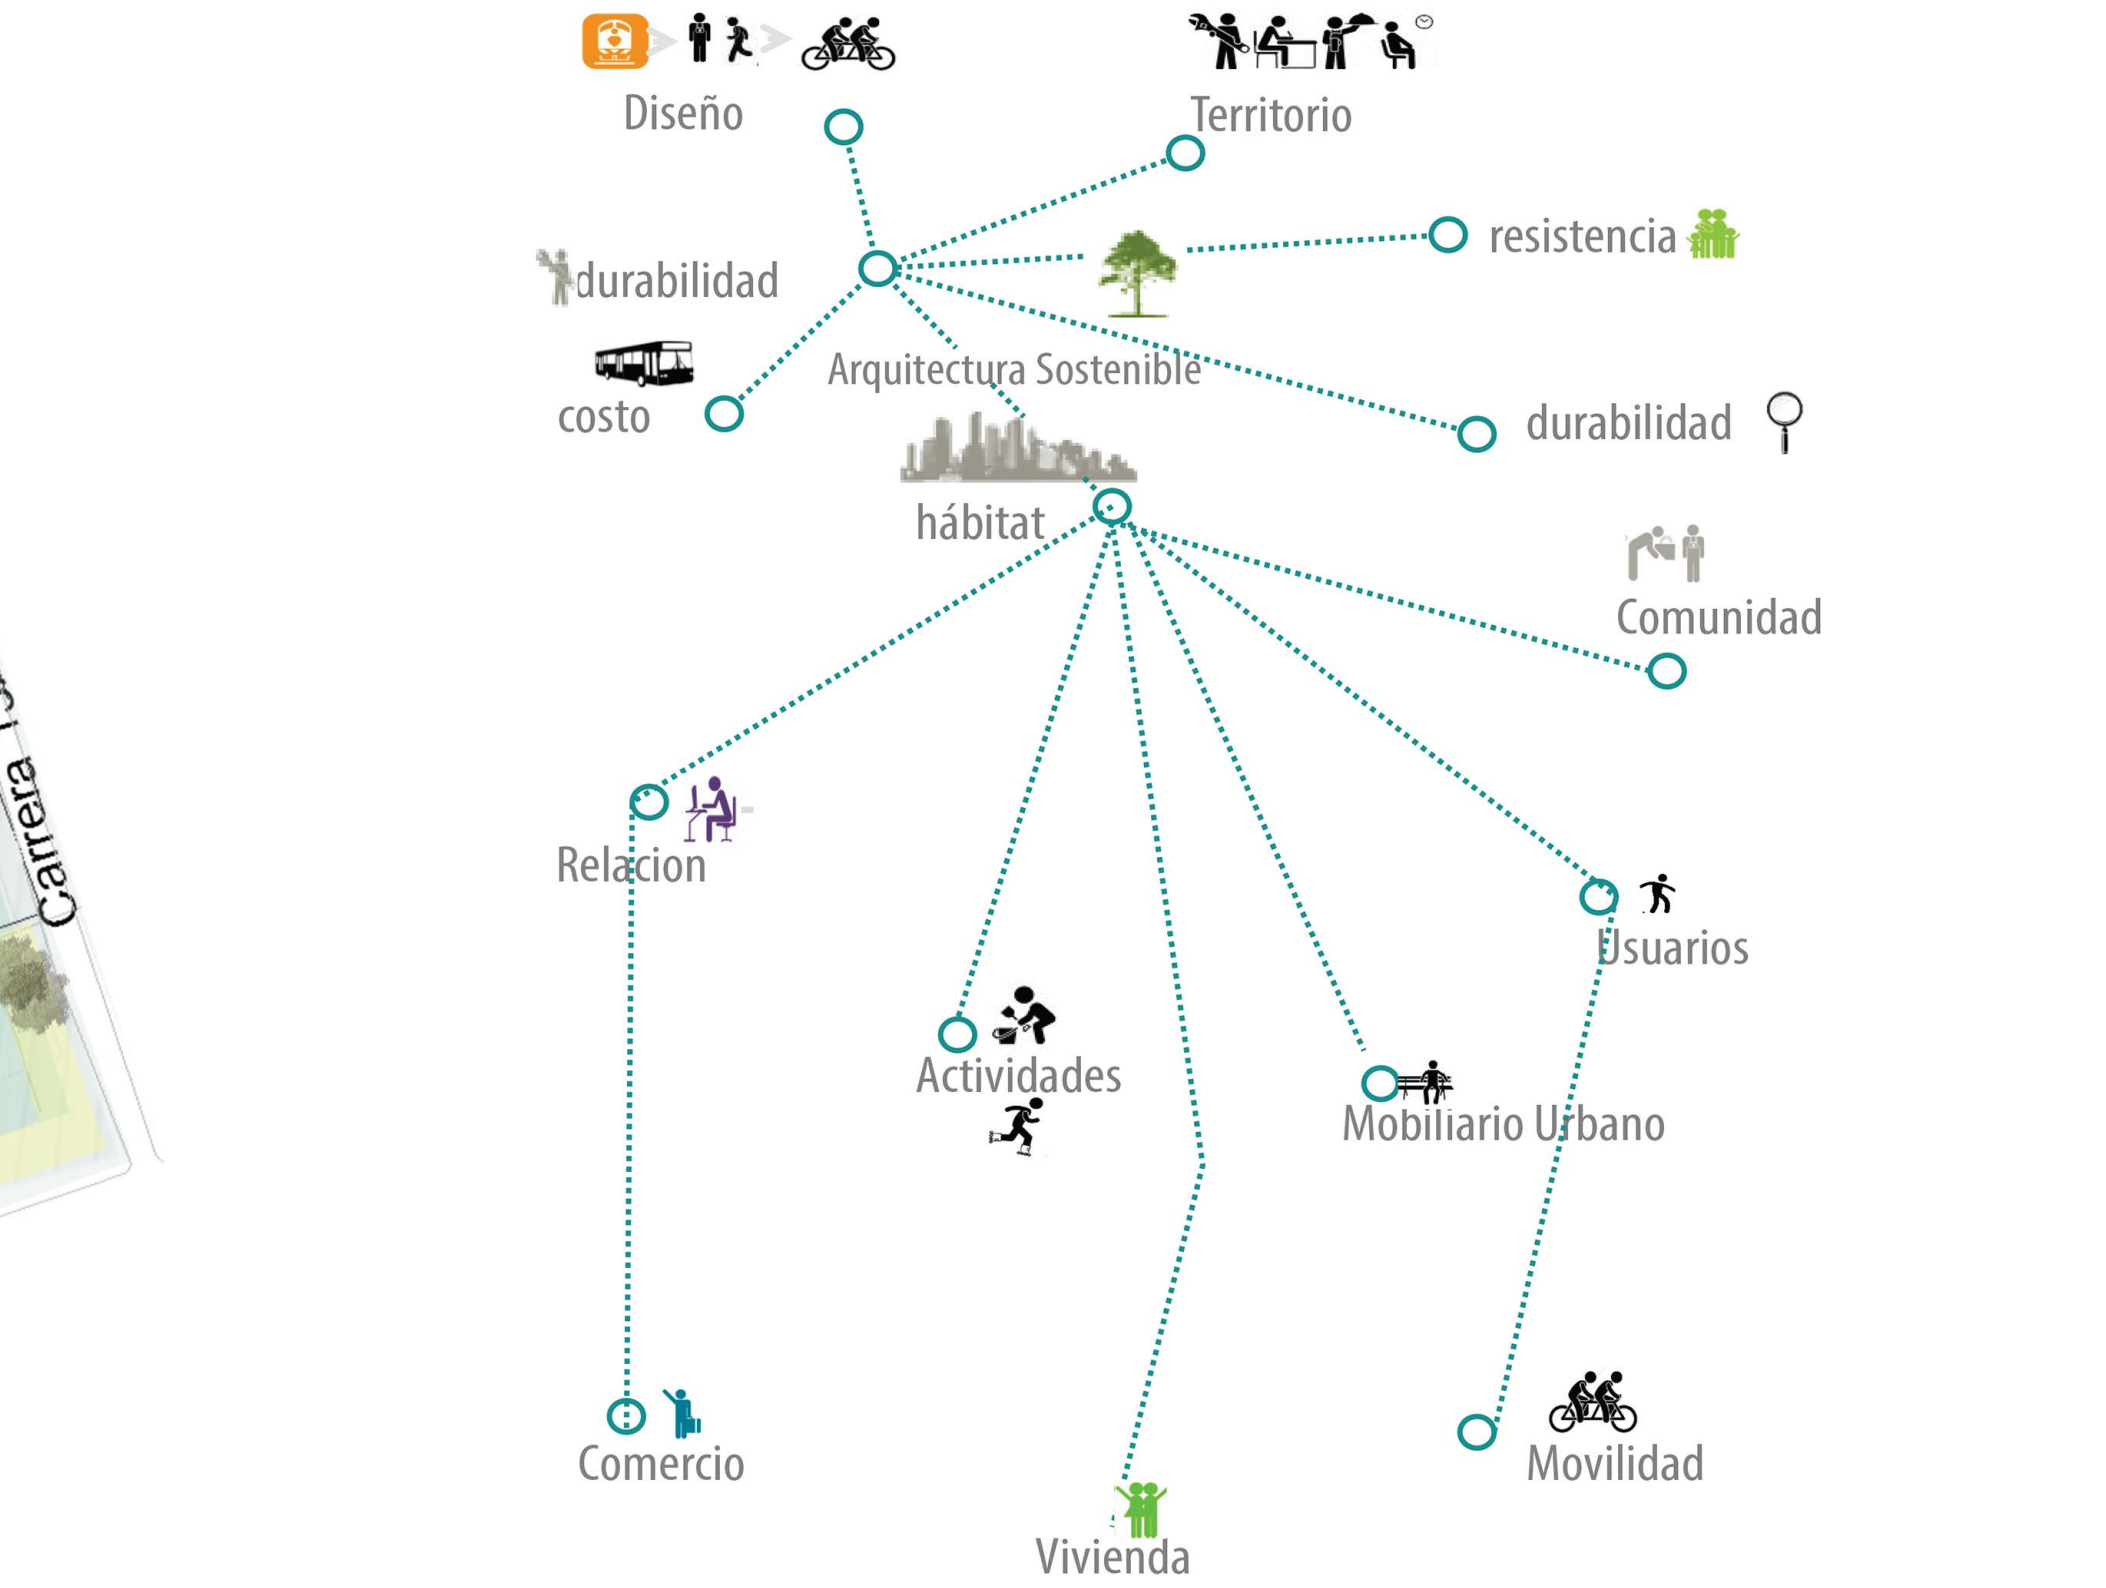 Diseño
Territorio
resistencia
durabilidad
Arquitectura Sostenible
costo
durabilidad
hábitat
Comunidad
Relacion
Usuarios
Actividades
Mobiliario Urbano
Comercio
Movilidad
Vivienda
Carrera